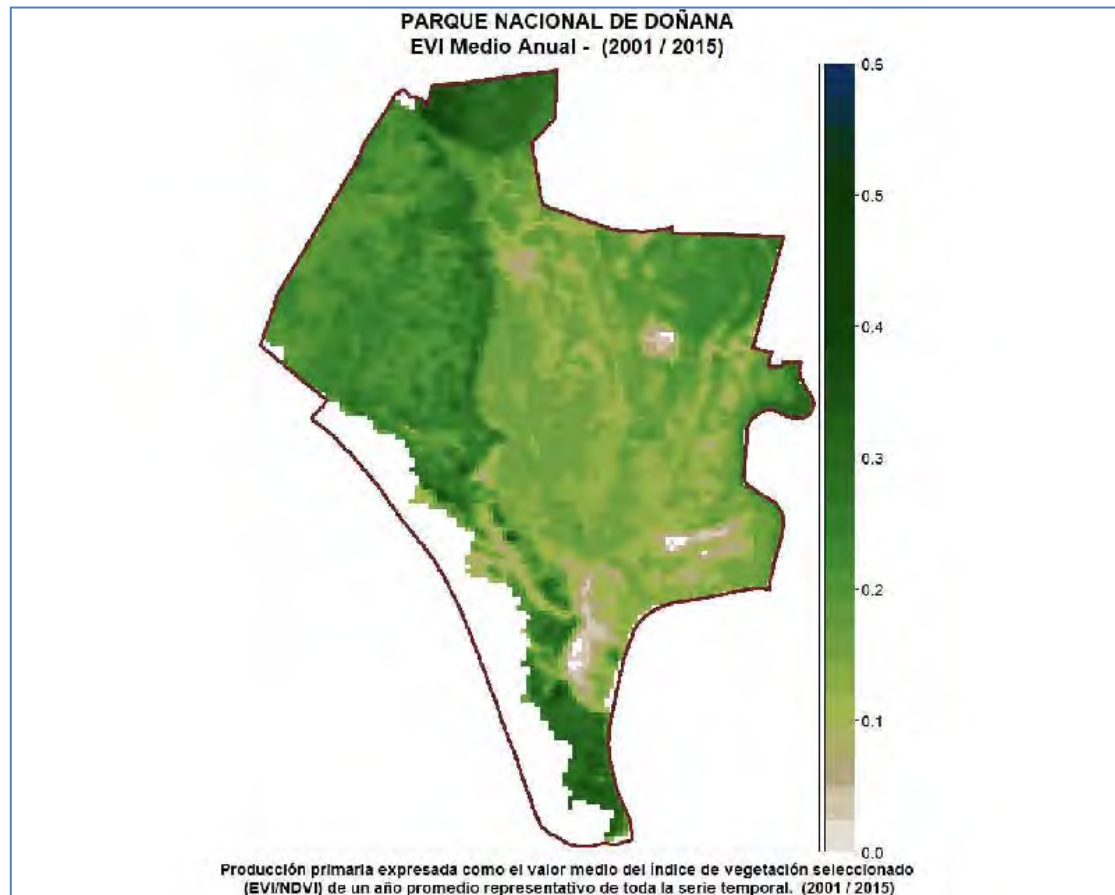 PARQUE NACIONAL DE DOÑANA
EVI Medio Anual - (2001 / 2015)
0.6
0.5
0.4
0.3
0.2
0.1
0.0
Producción primaria expresada como el valor medio del índice de vegetación seleccionado
(EVI/NDVI) de un año promedio representativo de toda la serie temporal. (2001 / 2015)